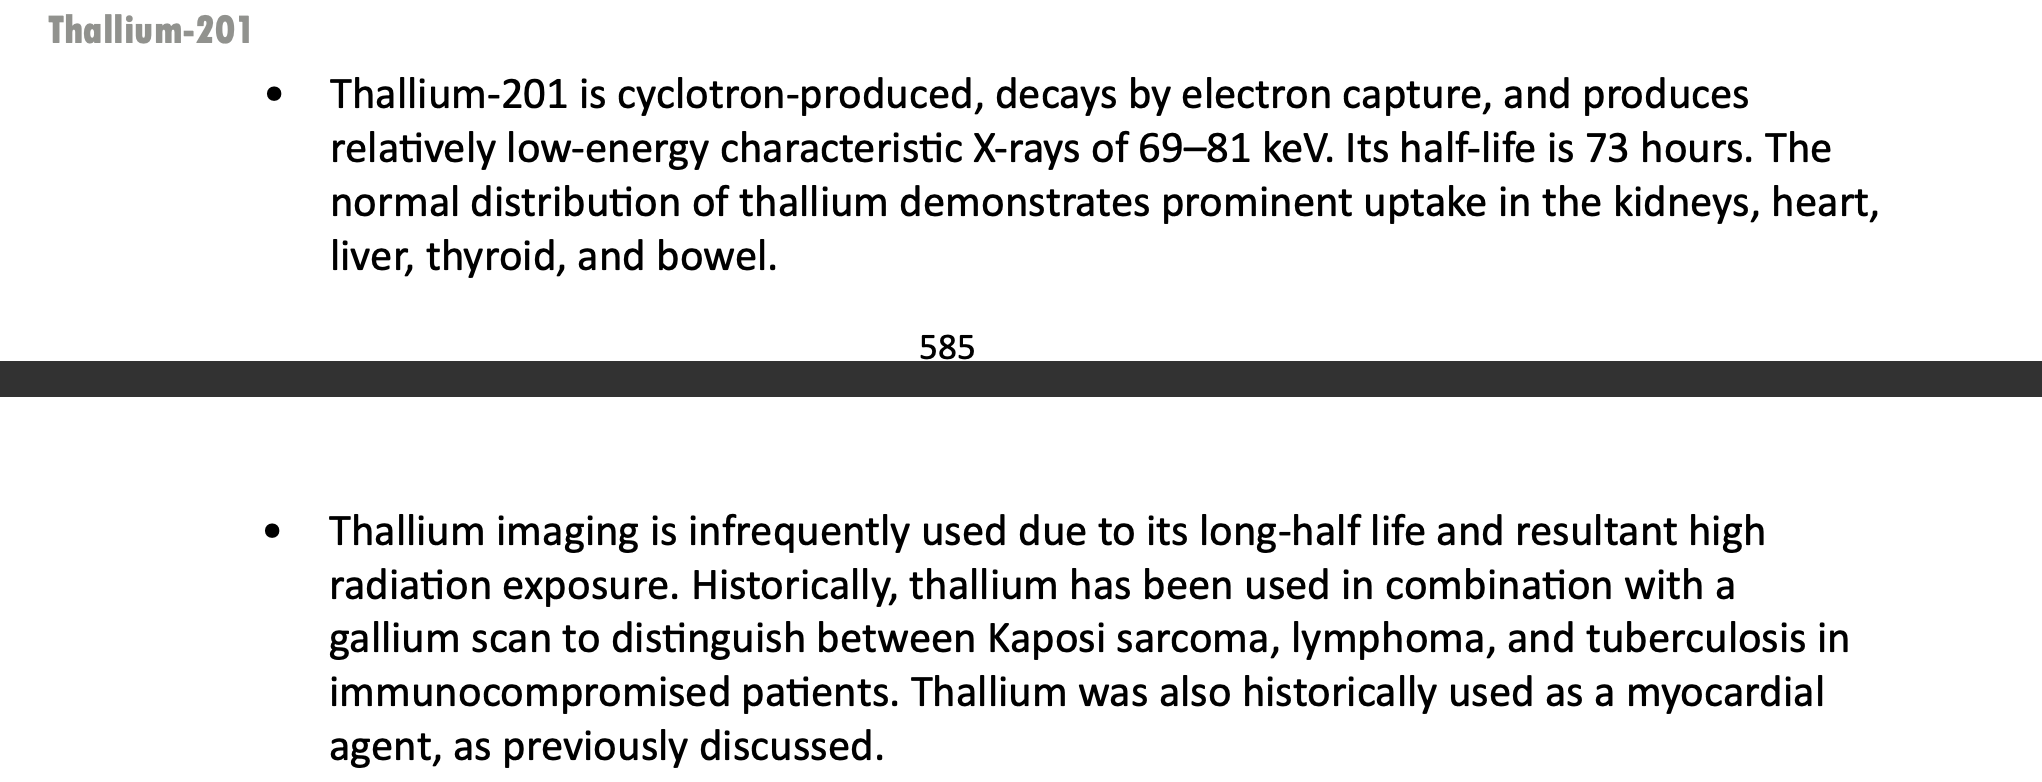 Thallium-201
• Thallium-201 is cyclotron-produced, decays by electron capture, and produces
relatively low-energy characteristic X-rays of 69–81 keV. Its half-life is 73 hours. The
normal distribution of thallium demonstrates prominent uptake in the kidneys, heart,
liver, thyroid, and bowel.
585
• Thallium imaging is infrequently used due to its long-half life and resultant high
radiation exposure. Historically, thallium has been used in combination with a
gallium scan to distinguish between Kaposi sarcoma, lymphoma, and tuberculosis in
immunocompromised patients. Thallium was also historically used as a myocardial
agent, as previously discussed.